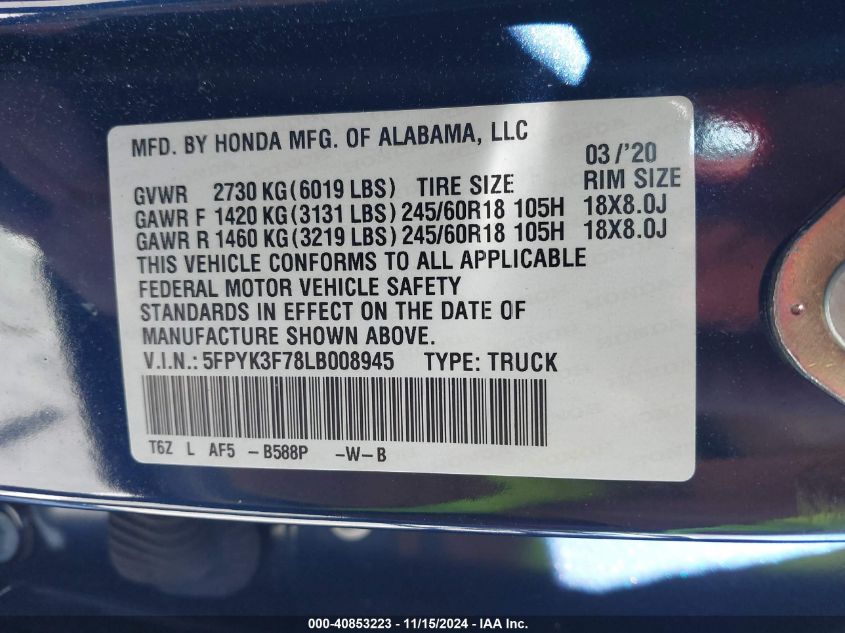 MFD. BY HONDA MFG. OF ALABAMA, LLC
03/'20
GVWR 2730 KG(6019 LBS) TIRE SIZE RIM SIZE
GAWR F 1420 KG(3131 LBS) 245/60R18 105H 18X8.0J
GAWR R 1460 KG(3219 LBS) 245/60R18 105H 18X8.0J
THIS VEHICLE CONFORMS TO ALL APPLICABLE
FEDERAL MOTOR VEHICLE SAFETY
STANDARDS IN EFFECT ON THE DATE OF
MANUFACTURE SHOWN ABOVE.
V.I.N.: 5FPYK3F78LB008945 TYPE: TRUCK
T6Z L AF5 -B588P -W-B
000-40853223 - 11/15/2024 - IAA Inc.